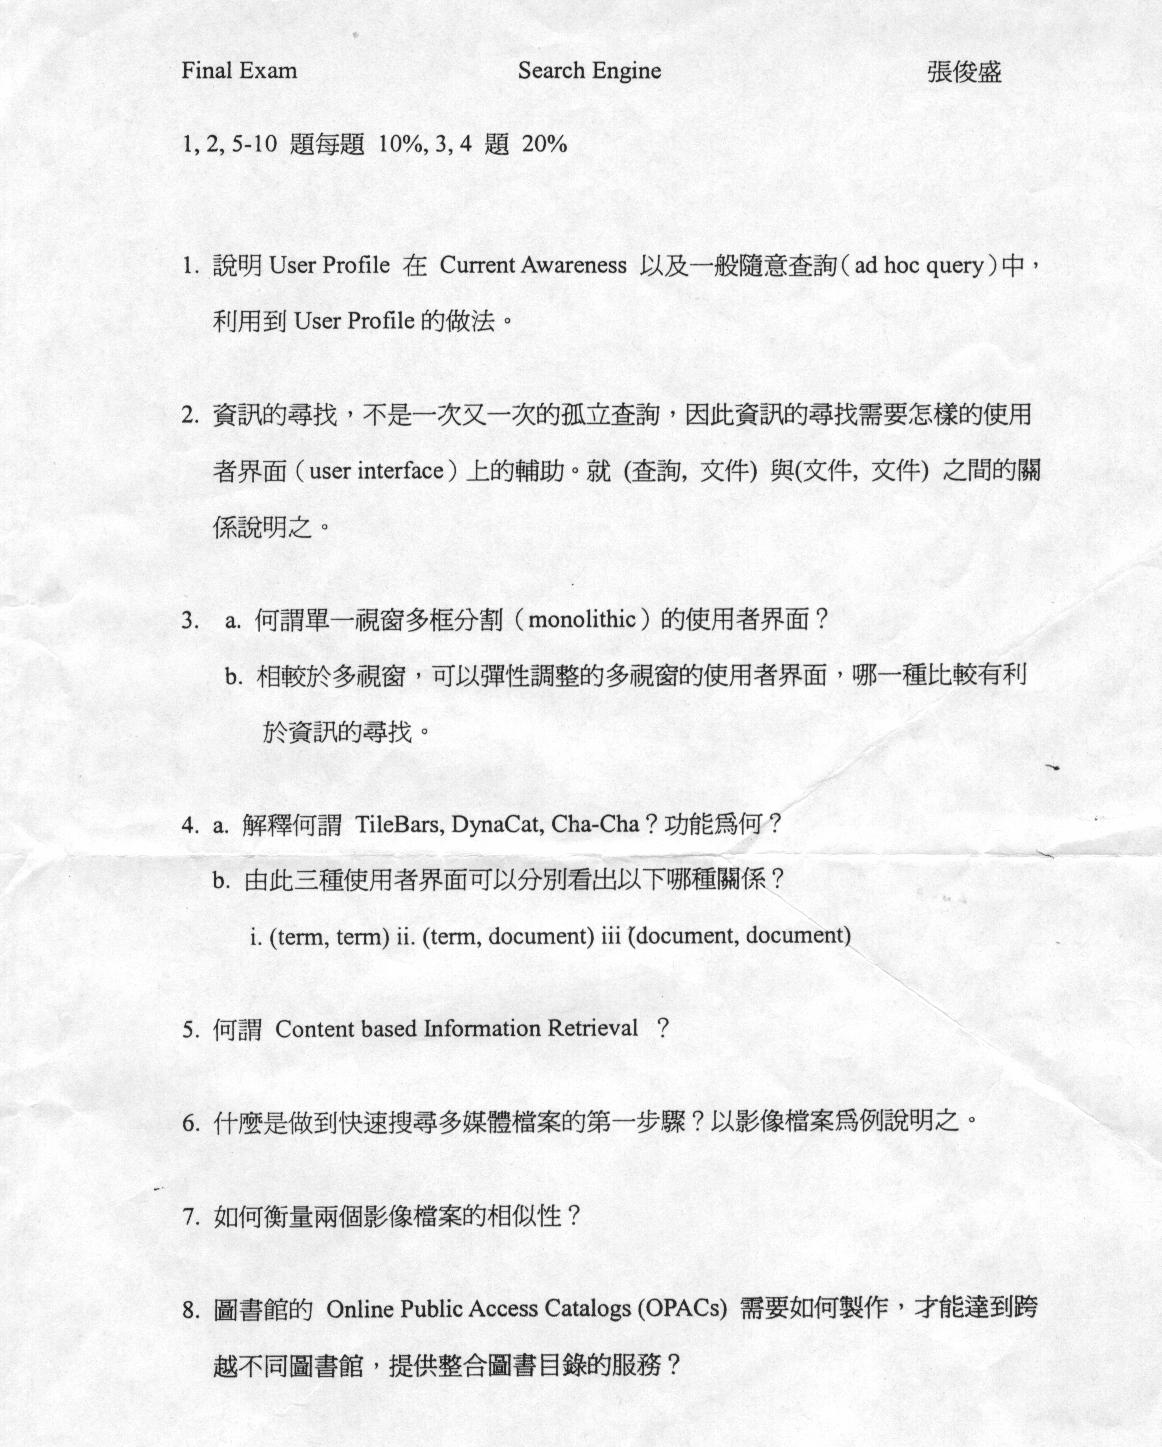 Final Exam Search Engine 張俊盛
1, 2, 5-10 題每題 10%, 3, 4 題 20%
1. 說明 User Profile 在 Current Awareness 以及一般隨意查詢(ad hoc query)中，
利用到 User Profile 的做法。
2. 資訊的尋找，不是一次又一次的孤立查詢，因此資訊的尋找需要怎樣的使用
者界面（user interface）上的輔助。就 (查詢, 文件) 與(文件, 文件) 之間的關
係說明之。
3. a. 何謂單一視窗多框分割（monolithic）的使用者界面？
b. 相較於多視窗，可以彈性調整的多視窗的使用者界面，哪一種比較有利
於資訊的尋找。
4. a. 解釋何謂 TileBars, DynaCat, Cha-Cha？功能爲何？
b. 由此三種使用者界面可以分別看出以下哪種關係？
i. (term, term) ii. (term, document) iii (document, document)
5. 何謂 Content based Information Retrieval ？
6. 什麼是做到快速搜尋多媒體檔案的第一步驟？以影像檔案爲例說明之。
7. 如何衡量兩個影像檔案的相似性？
8. 圖書館的 Online Public Access Catalogs (OPACs) 需要如何製作，才能達到跨
越不同圖書館，提供整合圖書目錄的服務？